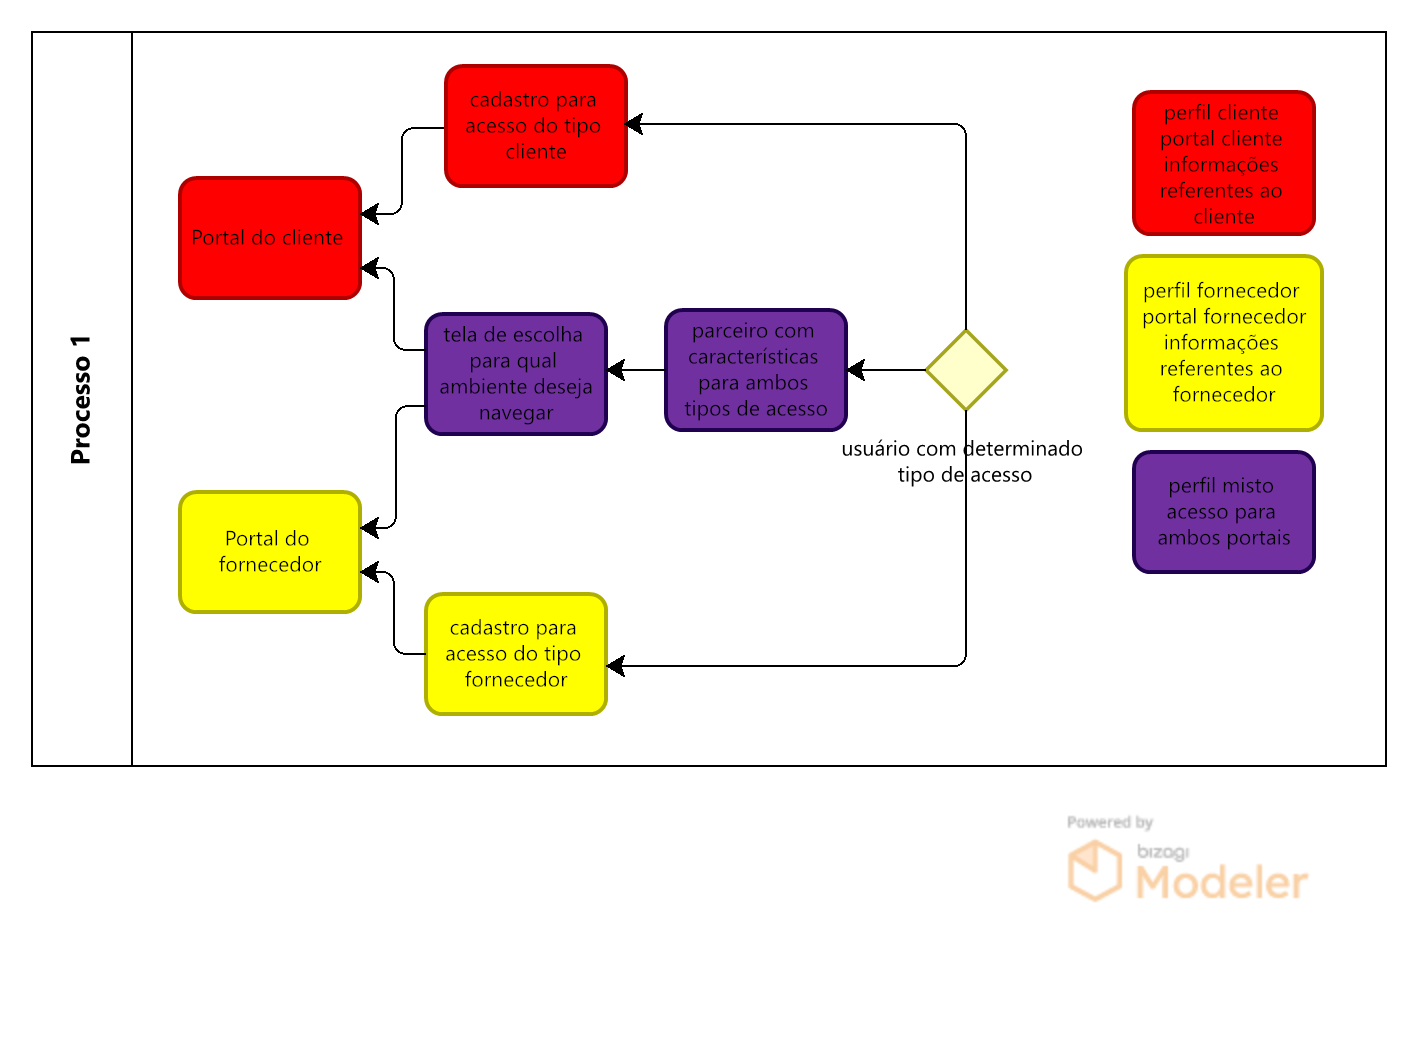 Processo 1
cadastro para
acesso do tipo
cliente
Portal do cliente
tela de escolha
para qual
ambiente deseja
navegar
parceiro com
características
para ambos
tipos de acesso
usuário com determinado
tipo de acesso
Portal do
fornecedor
cadastro para
acesso do tipo
fornecedor
perfil cliente
portal cliente
informações
referentes ao
cliente
perfil fornecedor
portal fornecedor
informações
referentes ao
fornecedor
perfil misto
acesso para
ambos portais
Powered by
bizagi
Modeler